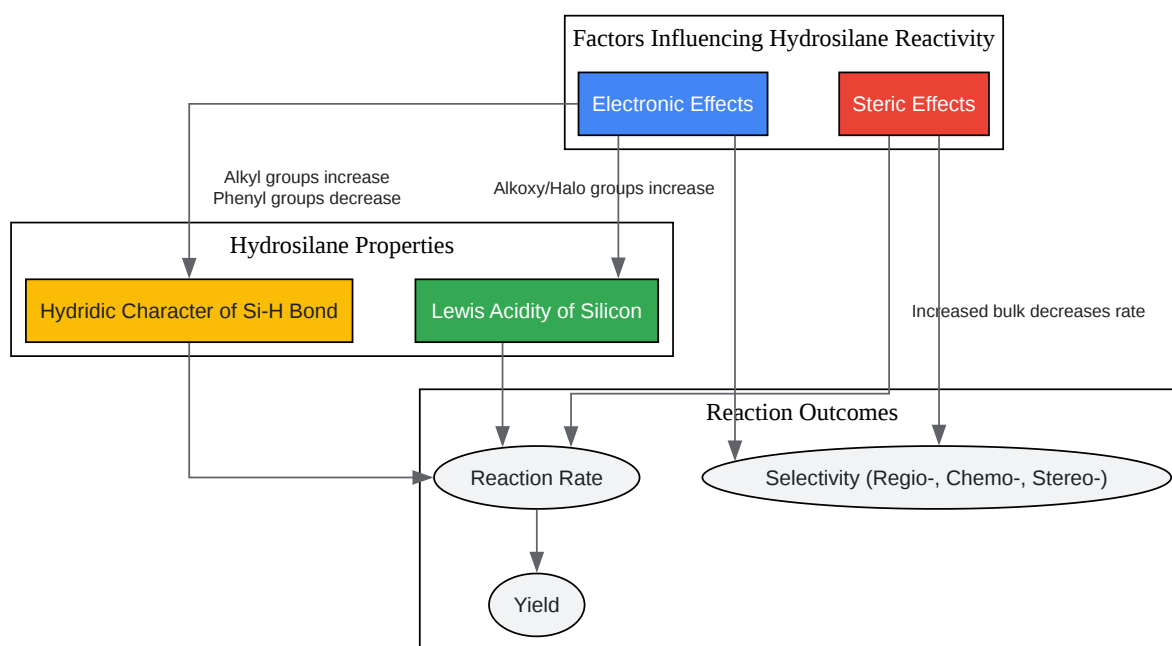 Factors Influencing Hydrosilane Reactivity
Electronic Effects
Steric Effects
Alkyl groups increase
Phenyl groups decrease
Alkoxy/Halo groups increase
Hydrosilane Properties
Hydridic Character of Si-H Bond
Lewis Acidity of Silicon
Increased bulk decreases rate
Reaction Outcomes
Reaction Rate
Selectivity (Regio-, Chemo-, Stereo-)
Yield